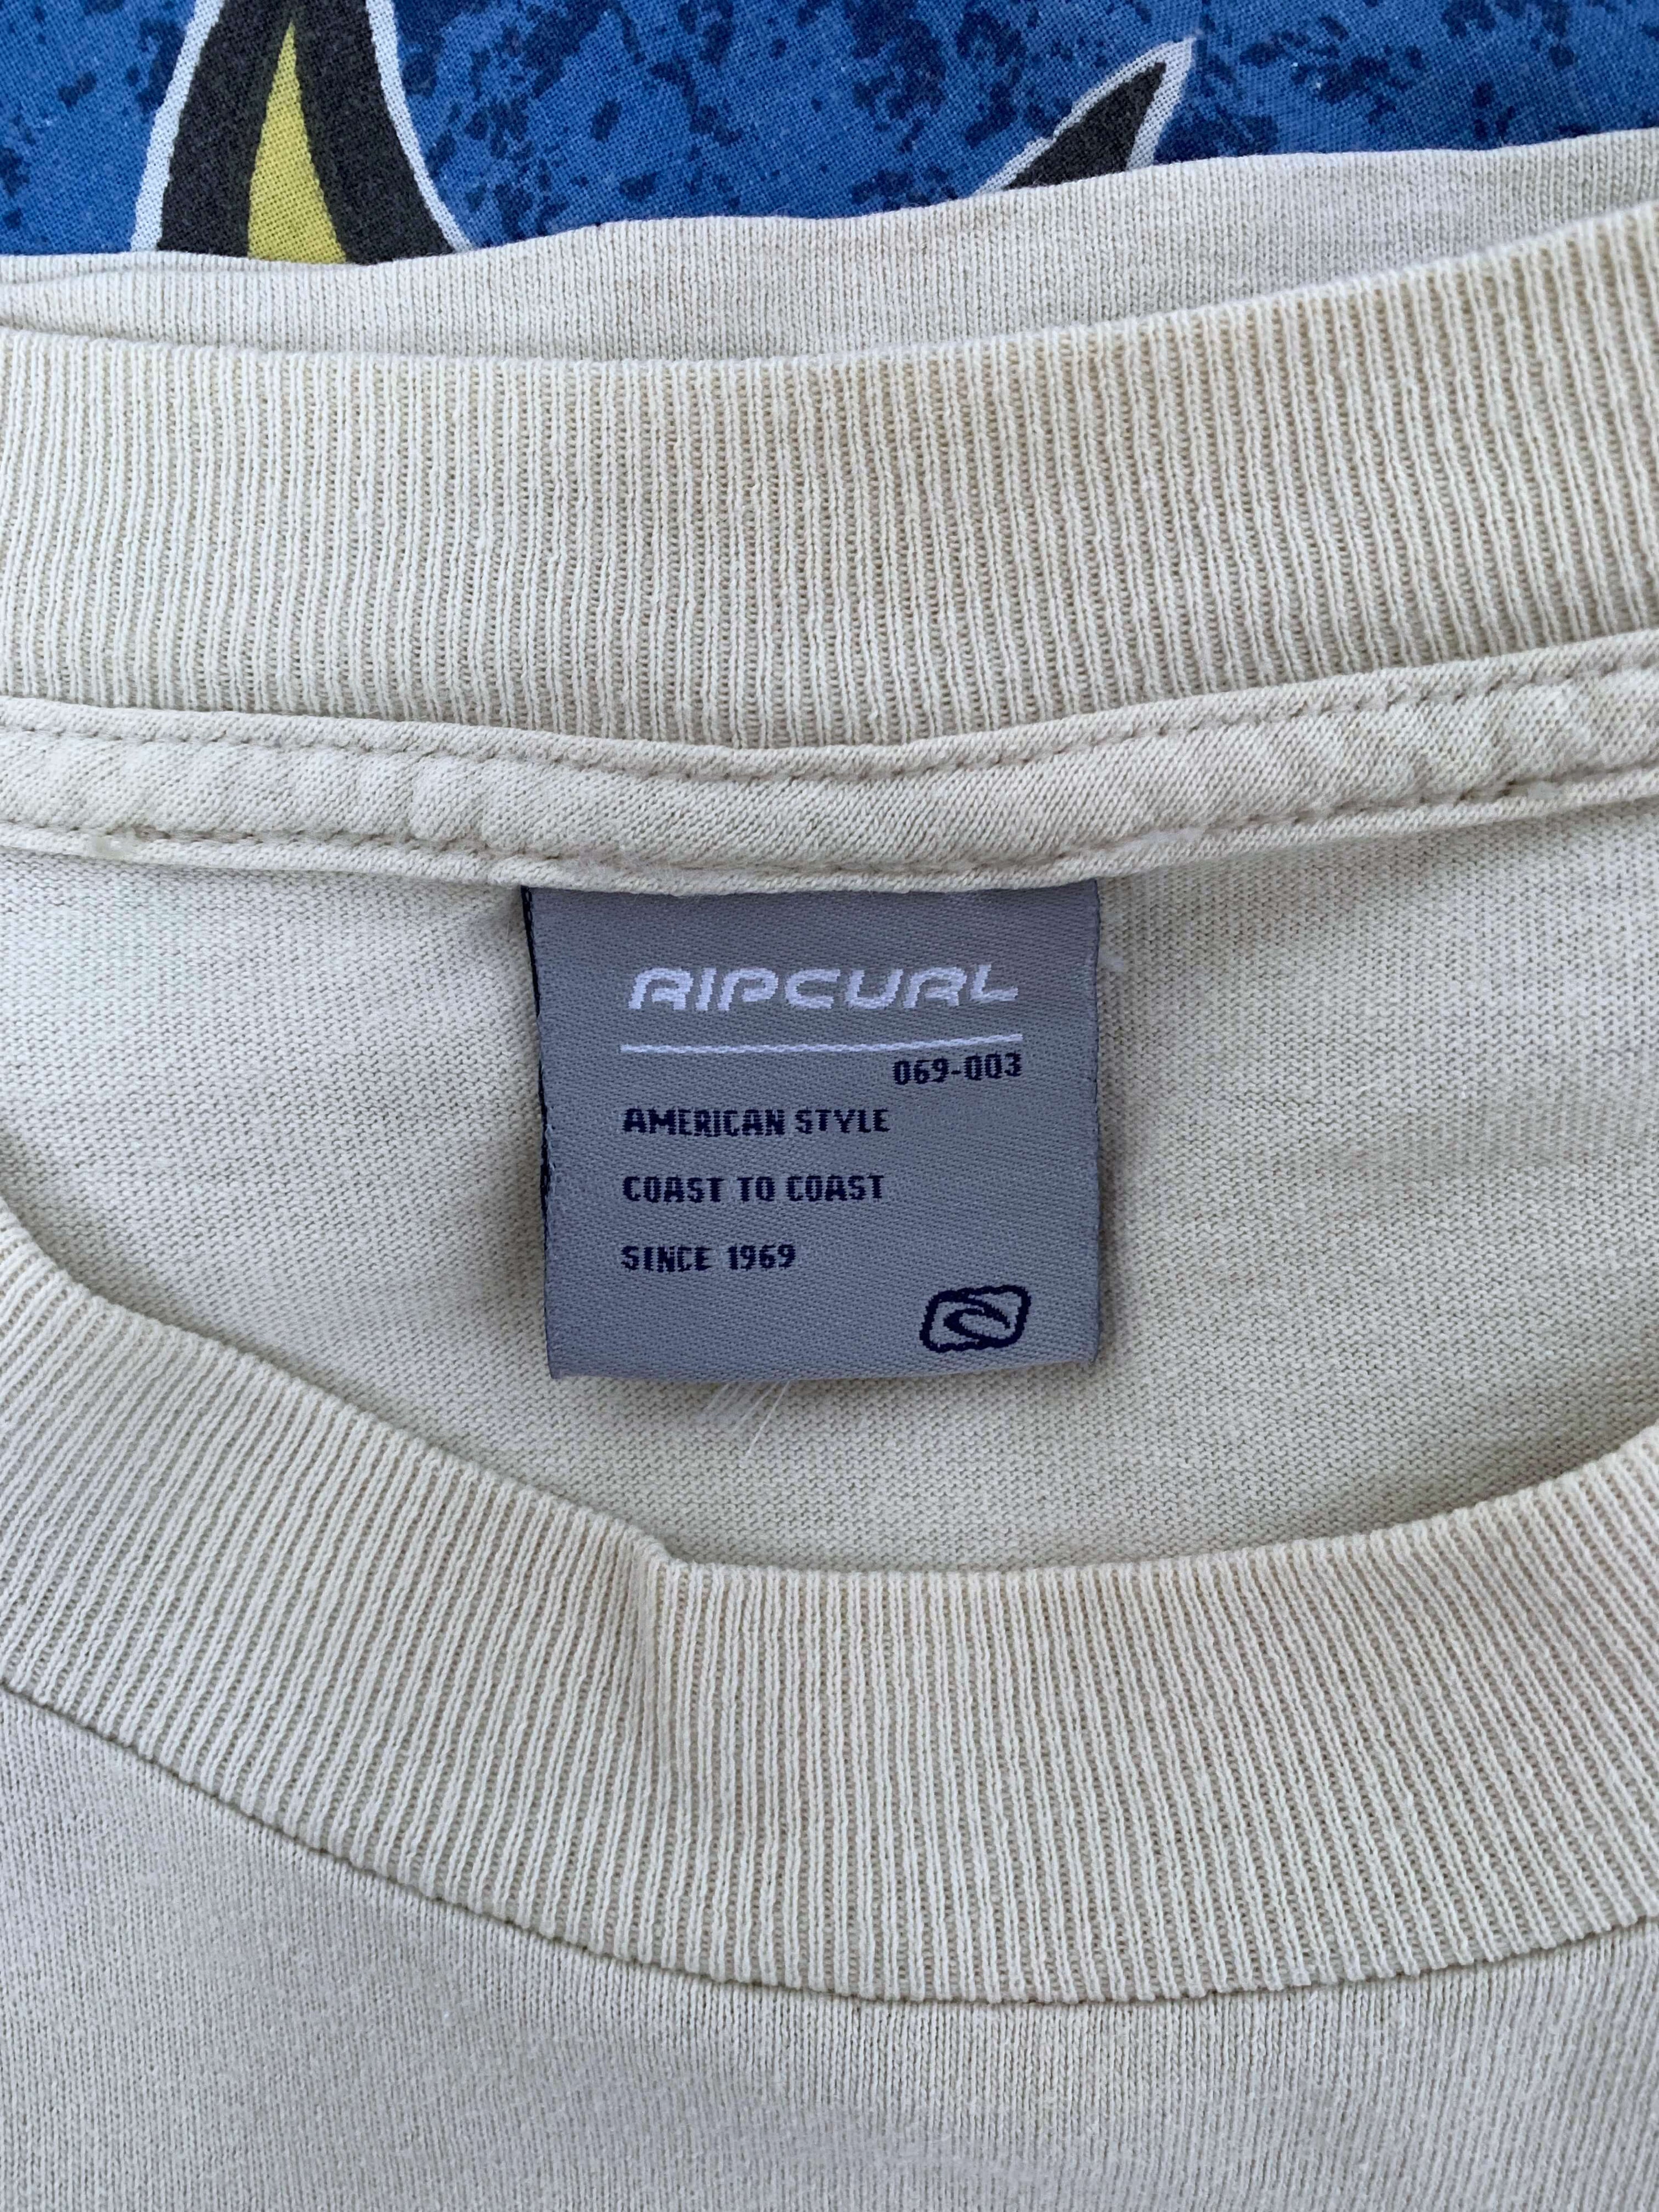 RIPCURL
069-003
AMERICAN STYLE
COAST TO COAST
SINCE 1969